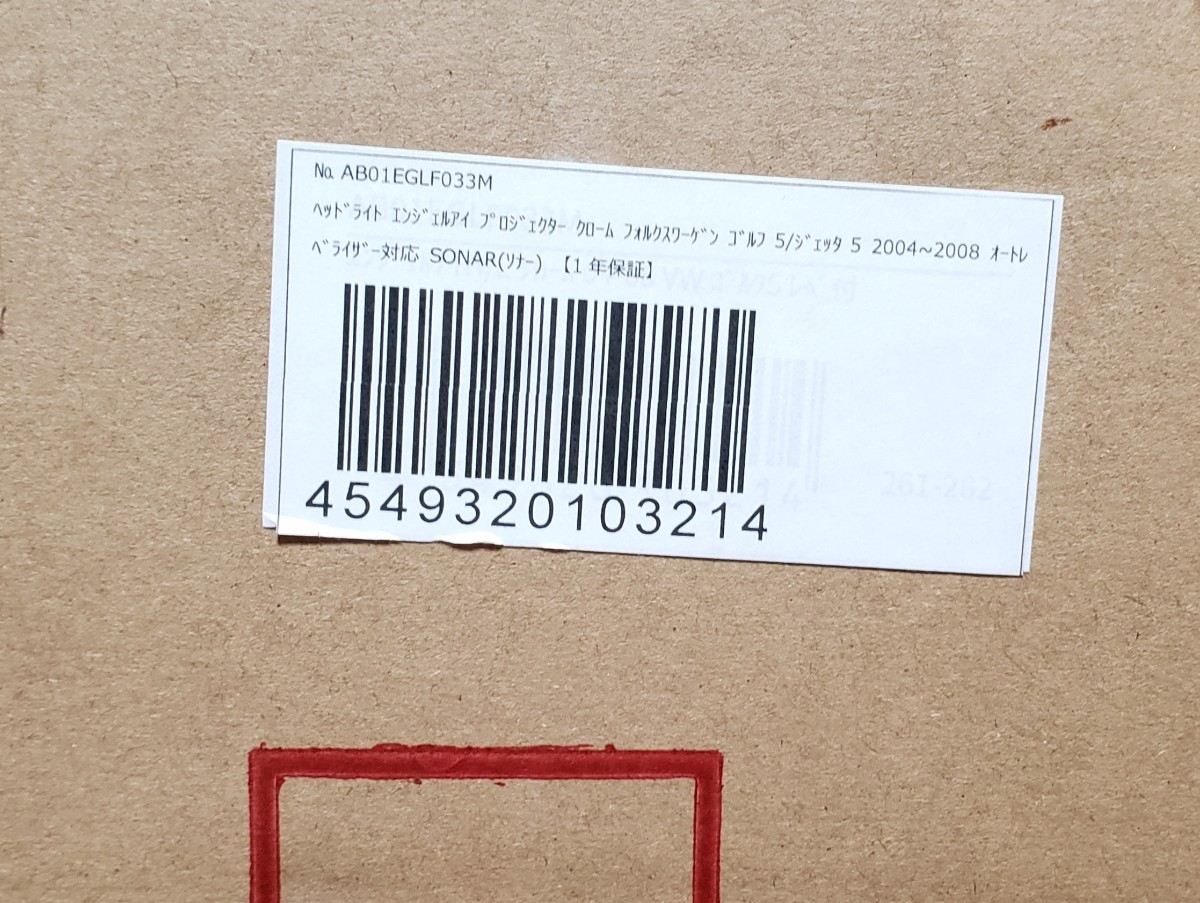 № AB01EGLF033M
ﾍｯﾄﾞﾗｲﾄ ｴﾝｼﾞｪﾙｱｲ ﾌﾟﾛｼﾞｪｸﾀｰ ｸﾛｰﾑ ﾌｫﾙｸｽﾜｰｹﾞﾝ ｺﾞﾙﾌ 5/ｼﾞｪｯﾀ 5 2004~2008 ｵｰﾄﾚ
ﾍﾞﾗｲｻﾞｰ対応 SONAR(ｿﾅｰ) 【1 年保証】
4549320103214
261-262